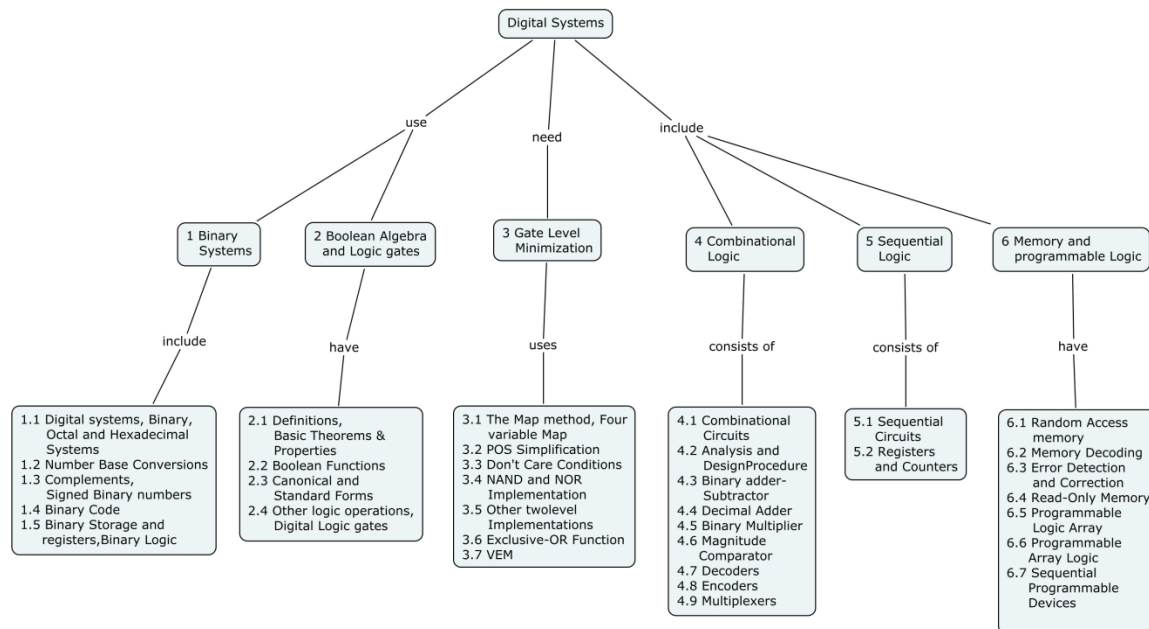 Digital Systems
use
need
include
1 Binary
Systems
2 Boolean Algebra
and Logic gates
3 Gate Level
Minimization
4 Combinational
Logic
5 Sequential
Logic
6 Memory and
programmable Logic
include
have
uses
consists of
consists of
have
1.1 Digital systems, Binary,
Octal and Hexadecimal
Systems
1.2 Number Base Conversions
1.3 Complements,
Signed Binary numbers
1.4 Binary Code
1.5 Binary Storage and
registers,Binary Logic
2.1 Definitions,
Basic Theorems &
Properties
2.2 Boolean Functions
2.3 Canonical and
Standard Forms
2.4 Other logic operations,
Digital Logic gates
3.1 The Map method, Four
variable Map
3.2 POS Simplification
3.3 Don't Care Conditions
3.4 NAND and NOR
Implementation
3.5 Other twolevel
Implementations
3.6 Exclusive-OR Function
3.7 VEM
4.1 Combinational
Circuits
4.2 Analysis and
DesignProcedure
4.3 Binary adder-
Subtractor
4.4 Decimal Adder
4.5 Binary Multiplier
4.6 Magnitude
Comparator
4.7 Decoders
4.8 Encoders
4.9 Multiplexers
5.1 Sequential
Circuits
5.2 Registers
and Counters
6.1 Random Access
memory
6.2 Memory Decoding
6.3 Error Detection
and Correction
6.4 Read-Only Memory
6.5 Programmable
Logic Array
6.6 Programmable
Array Logic
6.7 Sequential
Programmable
Devices